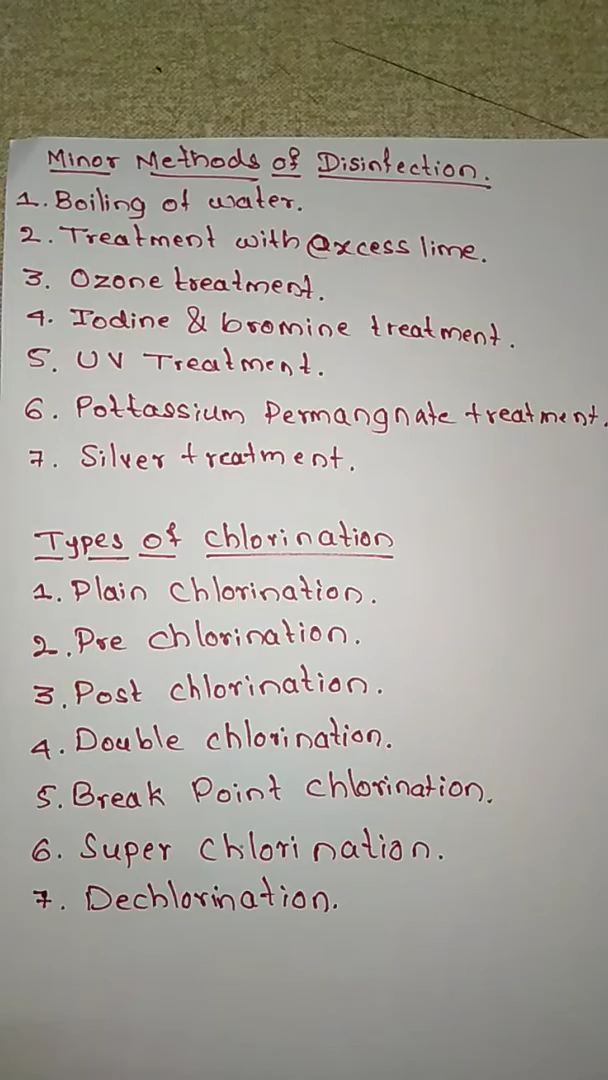 Minor Methods of Disinfection.
1. Boiling of water.
2. Treatment with excess lime.
3. Ozone treatment.
4. Iodine & bromine treatment.
5. UV Treatment.
6. Pottassium Permangnate treatment.
7. Silver treatment.
Types of chlorination
1. Plain chlorination.
2. Pre chlorination.
3. Post chlorination.
4. Double chlorination.
5. Break Point chlorination.
6. Super chlorination.
7. Dechlorination.